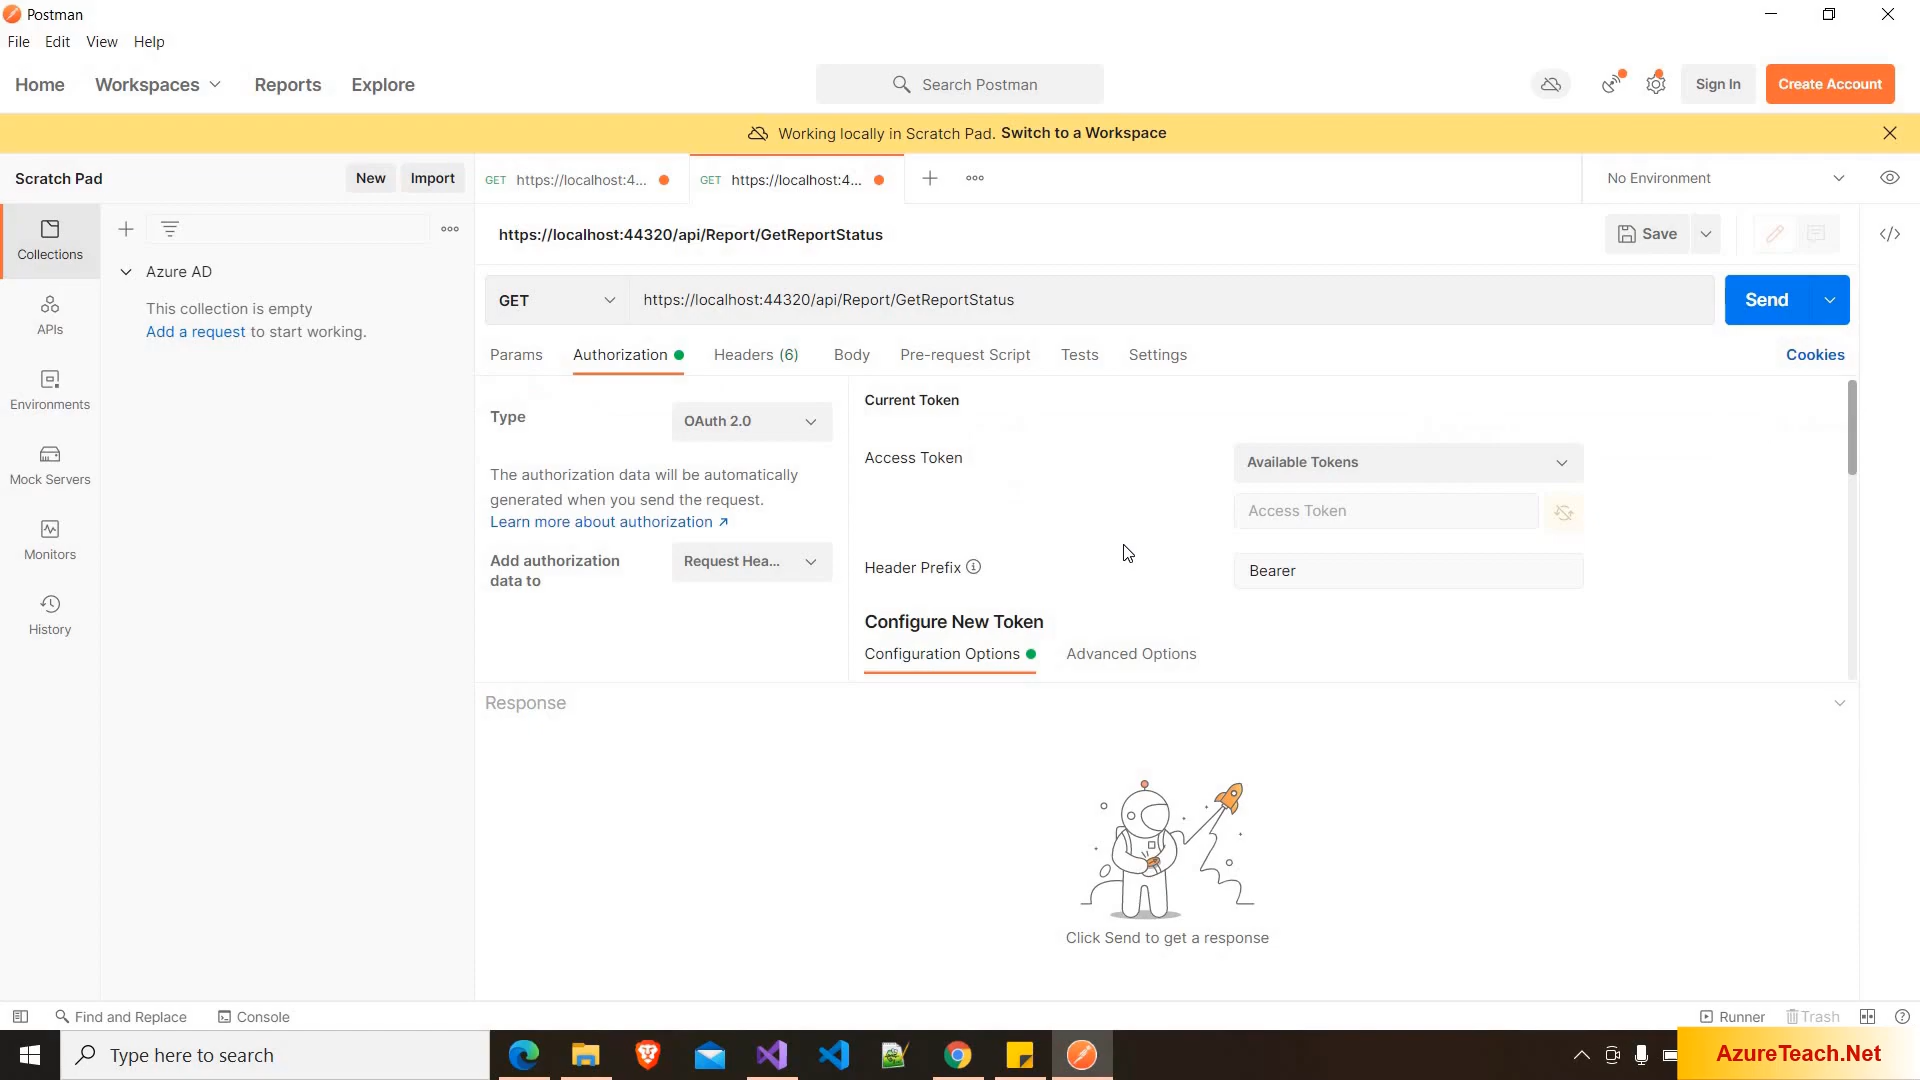 Postman
File Edit View Help
Home Workspaces Reports Explore Search Postman Sign In Create Account
Working locally in Scratch Pad. Switch to a Workspace
Scratch Pad New Import GET https://localhost:4... GET https://localhost:4... No Environment
https://localhost:44320/api/Report/GetReportStatus Save
Collections
APIs
Environments
Mock Servers
Monitors
History
Azure AD
This collection is empty
Add a request to start working.
GET https://localhost:44320/api/Report/GetReportStatus Send
Params Authorization Headers (6) Body Pre-request Script Tests Settings Cookies
Type OAuth 2.0
The authorization data will be automatically
generated when you send the request.
Learn more about authorization ↗
Add authorization
data to
Request Hea...
Current Token
Access Token Available Tokens
Access Token
Header Prefix Bearer
Configure New Token
Configuration Options Advanced Options
Response
Click Send to get a response
Find and Replace Console Runner Trash
Type here to search
AzureTeach.Net